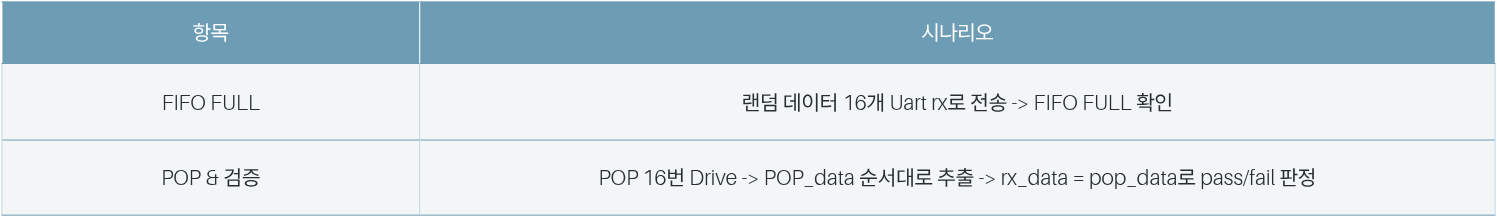 항목
시나리오
FIFO FULL
랜덤 데이터 16개 Uart rx로 전송 -> FIFO FULL 확인
POP & 검증
POP 16번 Drive -> POP_data 순서대로 추출 -> rx_data = pop_data로 pass/fail 판정